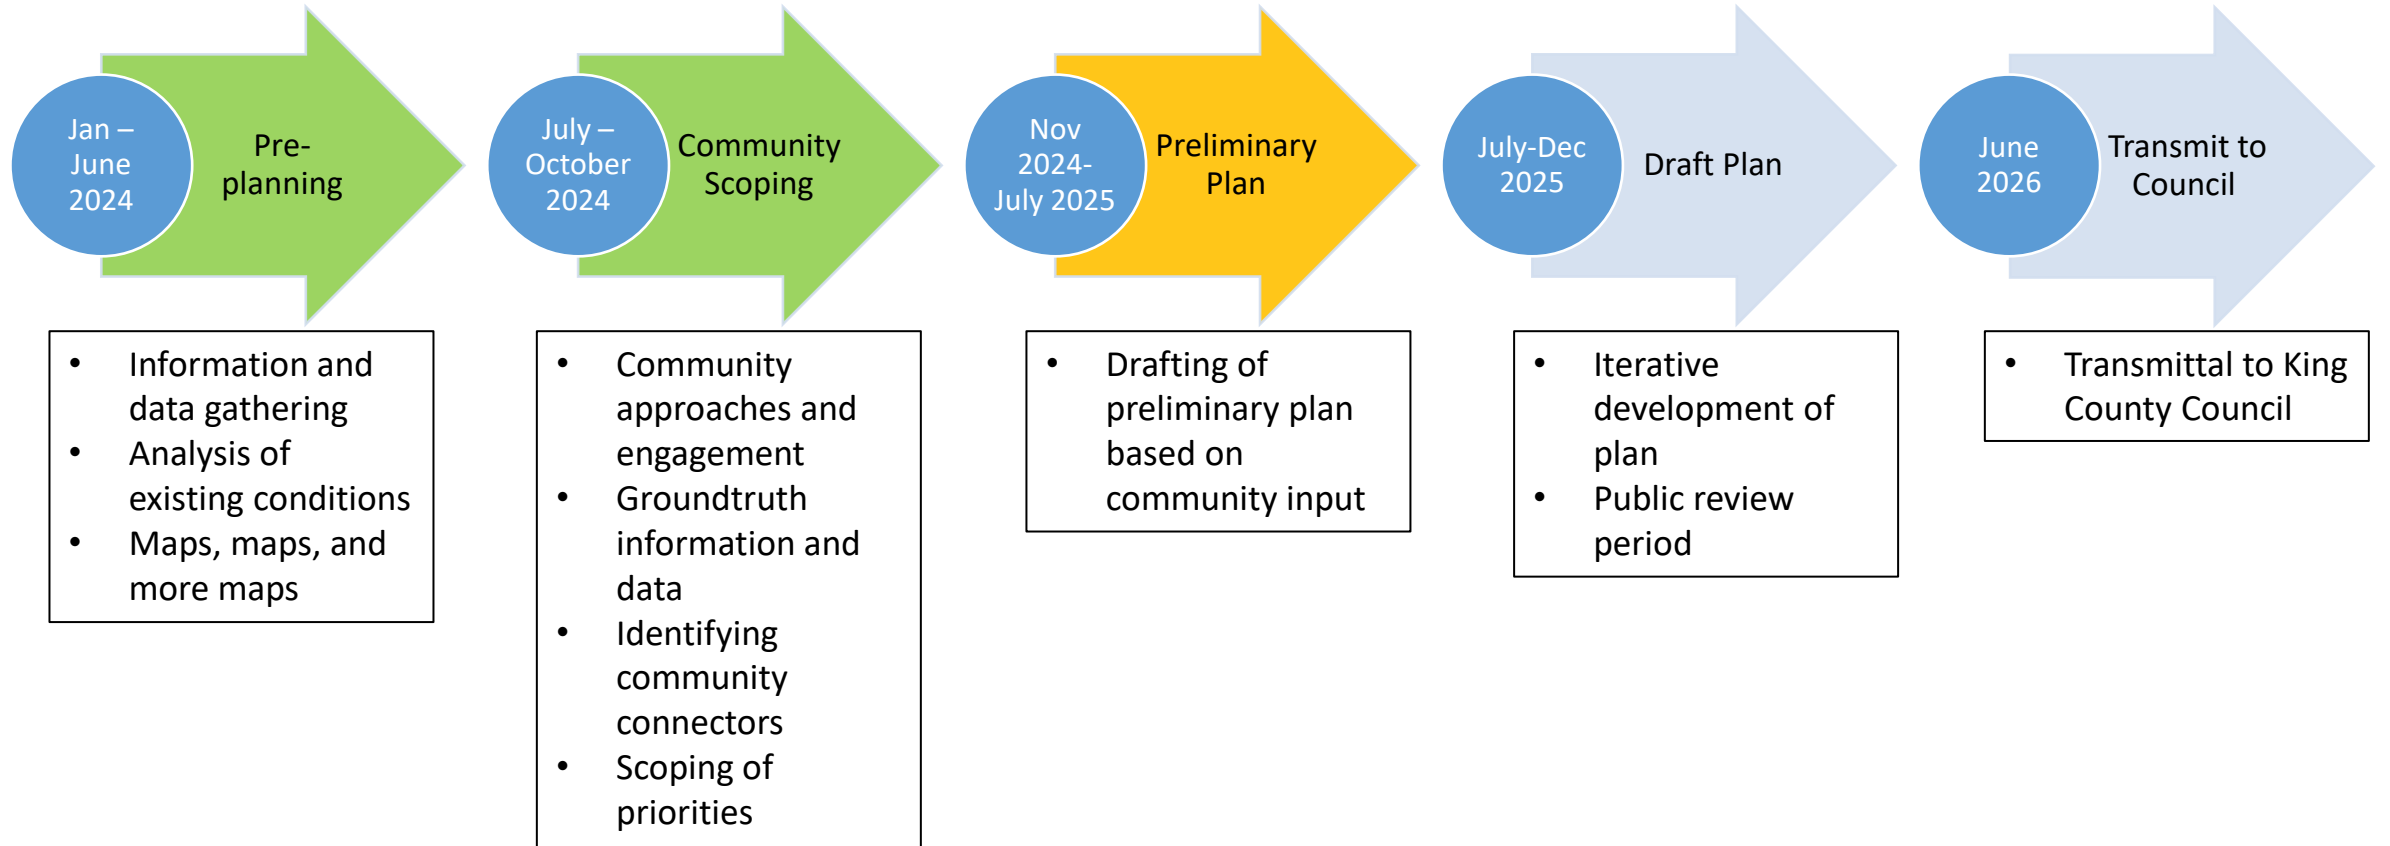 Jan –
June
2024
Pre-
planning
July –
October
2024
Community
Scoping
Nov
2024-
July 2025
Preliminary
Plan
July-Dec
2025
Draft Plan
June
2026
Transmit to
Council
• Information and
data gathering
• Analysis of
existing conditions
• Maps, maps, and
more maps
• Community
approaches and
engagement
• Groundtruth
information and
data
• Identifying
community
connectors
• Scoping of
priorities
• Drafting of
preliminary plan
based on
community input
• Iterative
development of
plan
• Public review
period
• Transmittal to King
County Council